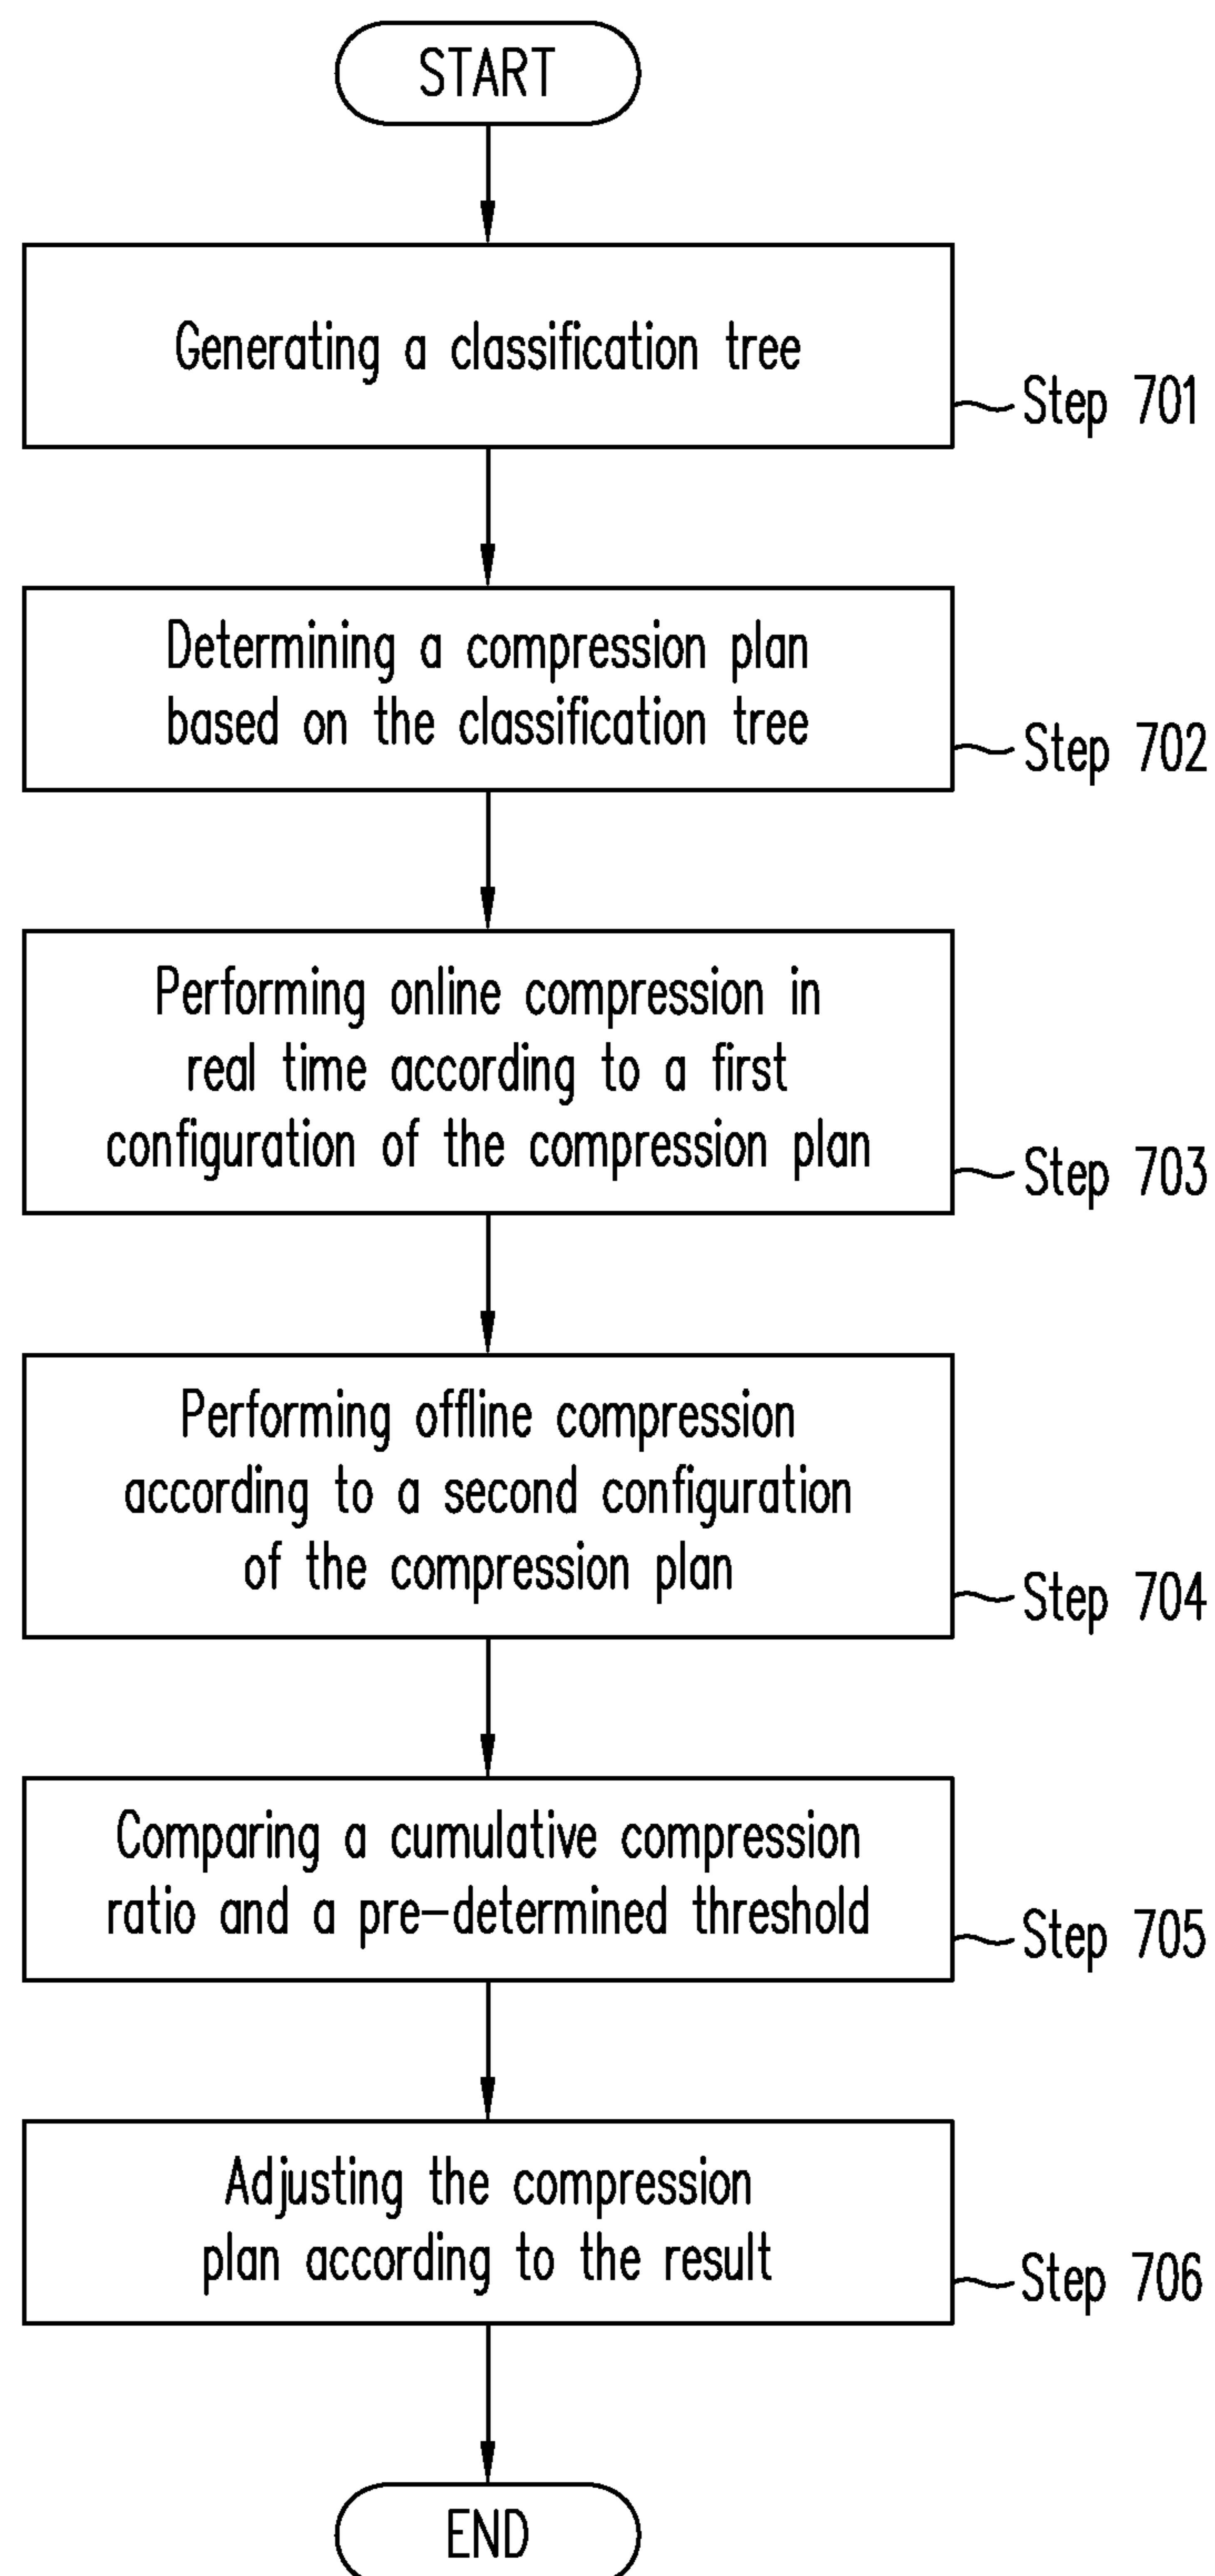 START
Generating a classification tree
Step 701
Determining a compression plan
based on the classification tree
Step 702
Performing online compression in
real time according to a first
configuration of the compression plan
Step 703
Performing offline compression
according to a second configuration
of the compression plan
Step 704
Comparing a cumulative compression
ratio and a pre-determined threshold
Step 705
Adjusting the compression
plan according to the result
Step 706
END